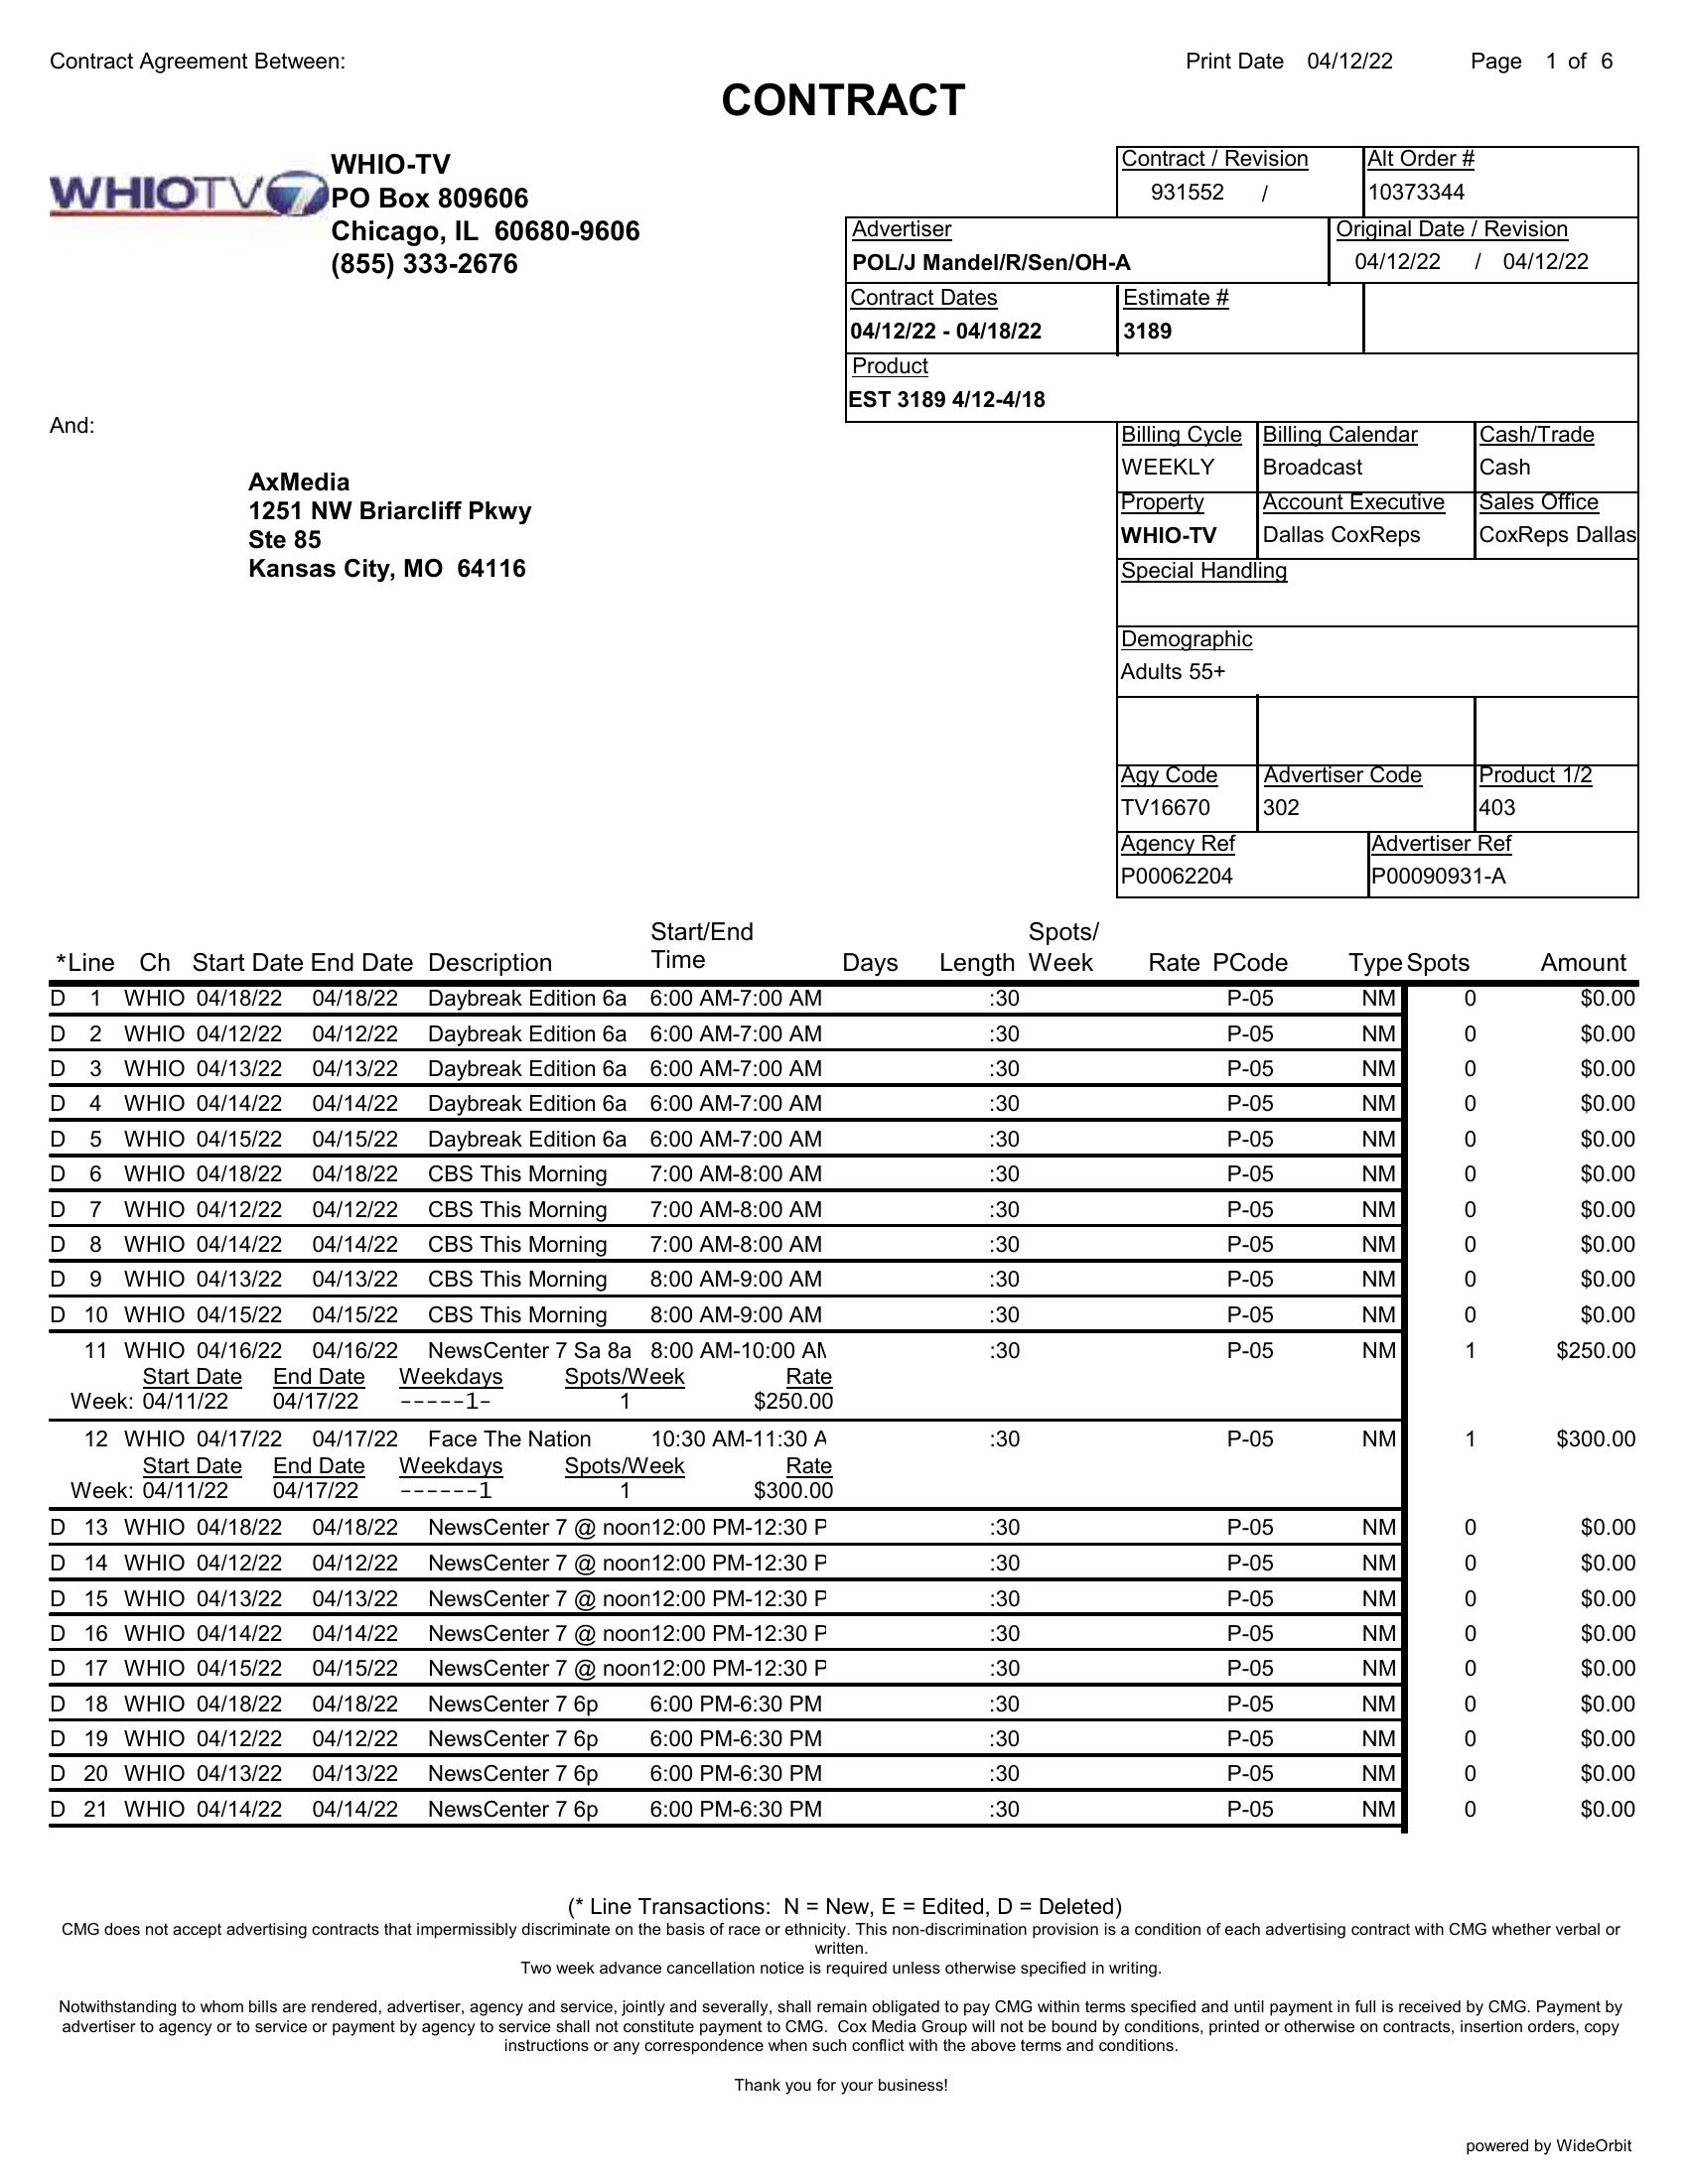 Contract Agreement Between:
Print Date 04/12/22 Page 1 of 6
CONTRACT
WHIOTV7
WHIO-TV
PO Box 809606
Chicago, IL 60680-9606
(855) 333-2676
Contract / Revision Alt Order #
931552 / 10373344
Advertiser Original Date / Revision
POL/J Mandel/R/Sen/OH-A 04/12/22 / 04/12/22
Contract Dates Estimate #
04/12/22 - 04/18/22 3189
Product
EST 3189 4/12-4/18
And:
AxMedia
1251 NW Briarcliff Pkwy
Ste 85
Kansas City, MO 64116
Billing Cycle Billing Calendar Cash/Trade
WEEKLY Broadcast Cash
Property Account Executive Sales Office
WHIO-TV Dallas CoxReps CoxReps Dallas
Special Handling
Demographic
Adults 55+
Agy Code Advertiser Code Product 1/2
TV16670 302 403
Agency Ref Advertiser Ref
P00062204 P00090931-A
Start/End Spots/
*Line Ch Start Date End Date Description Time Days Length Week Rate PCode Type Spots Amount
D 1 WHIO 04/18/22 04/18/22 Daybreak Edition 6a 6:00 AM-7:00 AM :30 P-05 NM 0 $0.00
D 2 WHIO 04/12/22 04/12/22 Daybreak Edition 6a 6:00 AM-7:00 AM :30 P-05 NM 0 $0.00
D 3 WHIO 04/13/22 04/13/22 Daybreak Edition 6a 6:00 AM-7:00 AM :30 P-05 NM 0 $0.00
D 4 WHIO 04/14/22 04/14/22 Daybreak Edition 6a 6:00 AM-7:00 AM :30 P-05 NM 0 $0.00
D 5 WHIO 04/15/22 04/15/22 Daybreak Edition 6a 6:00 AM-7:00 AM :30 P-05 NM 0 $0.00
D 6 WHIO 04/18/22 04/18/22 CBS This Morning 7:00 AM-8:00 AM :30 P-05 NM 0 $0.00
D 7 WHIO 04/12/22 04/12/22 CBS This Morning 7:00 AM-8:00 AM :30 P-05 NM 0 $0.00
D 8 WHIO 04/14/22 04/14/22 CBS This Morning 7:00 AM-8:00 AM :30 P-05 NM 0 $0.00
D 9 WHIO 04/13/22 04/13/22 CBS This Morning 8:00 AM-9:00 AM :30 P-05 NM 0 $0.00
D 10 WHIO 04/15/22 04/15/22 CBS This Morning 8:00 AM-9:00 AM :30 P-05 NM 0 $0.00
11 WHIO 04/16/22 04/16/22 NewsCenter 7 Sa 8a 8:00 AM-10:00 AM :30 P-05 NM 1 $250.00
Start Date End Date Weekdays Spots/Week Rate
Week: 04/11/22 04/17/22 -----1- 1 $250.00
12 WHIO 04/17/22 04/17/22 Face The Nation 10:30 AM-11:30 A :30 P-05 NM 1 $300.00
Start Date End Date Weekdays Spots/Week Rate
Week: 04/11/22 04/17/22 ------1 1 $300.00
D 13 WHIO 04/18/22 04/18/22 NewsCenter 7 @ noon 12:00 PM-12:30 P :30 P-05 NM 0 $0.00
D 14 WHIO 04/12/22 04/12/22 NewsCenter 7 @ noon 12:00 PM-12:30 P :30 P-05 NM 0 $0.00
D 15 WHIO 04/13/22 04/13/22 NewsCenter 7 @ noon 12:00 PM-12:30 P :30 P-05 NM 0 $0.00
D 16 WHIO 04/14/22 04/14/22 NewsCenter 7 @ noon 12:00 PM-12:30 P :30 P-05 NM 0 $0.00
D 17 WHIO 04/15/22 04/15/22 NewsCenter 7 @ noon 12:00 PM-12:30 P :30 P-05 NM 0 $0.00
D 18 WHIO 04/18/22 04/18/22 NewsCenter 7 6p 6:00 PM-6:30 PM :30 P-05 NM 0 $0.00
D 19 WHIO 04/12/22 04/12/22 NewsCenter 7 6p 6:00 PM-6:30 PM :30 P-05 NM 0 $0.00
D 20 WHIO 04/13/22 04/13/22 NewsCenter 7 6p 6:00 PM-6:30 PM :30 P-05 NM 0 $0.00
D 21 WHIO 04/14/22 04/14/22 NewsCenter 7 6p 6:00 PM-6:30 PM :30 P-05 NM 0 $0.00
(* Line Transactions: N = New, E = Edited, D = Deleted)
CMG does not accept advertising contracts that impermissibly discriminate on the basis of race or ethnicity. This non-discrimination provision is a condition of each advertising contract with CMG whether verbal or
written.
Two week advance cancellation notice is required unless otherwise specified in writing.
Notwithstanding to whom bills are rendered, advertiser, agency and service, jointly and severally, shall remain obligated to pay CMG within terms specified and until payment in full is received by CMG. Payment by
advertiser to agency or to service or payment by agency to service shall not constitute payment to CMG. Cox Media Group will not be bound by conditions, printed or otherwise on contracts, insertion orders, copy
instructions or any correspondence when such conflict with the above terms and conditions.
Thank you for your business!
powered by WideOrbit